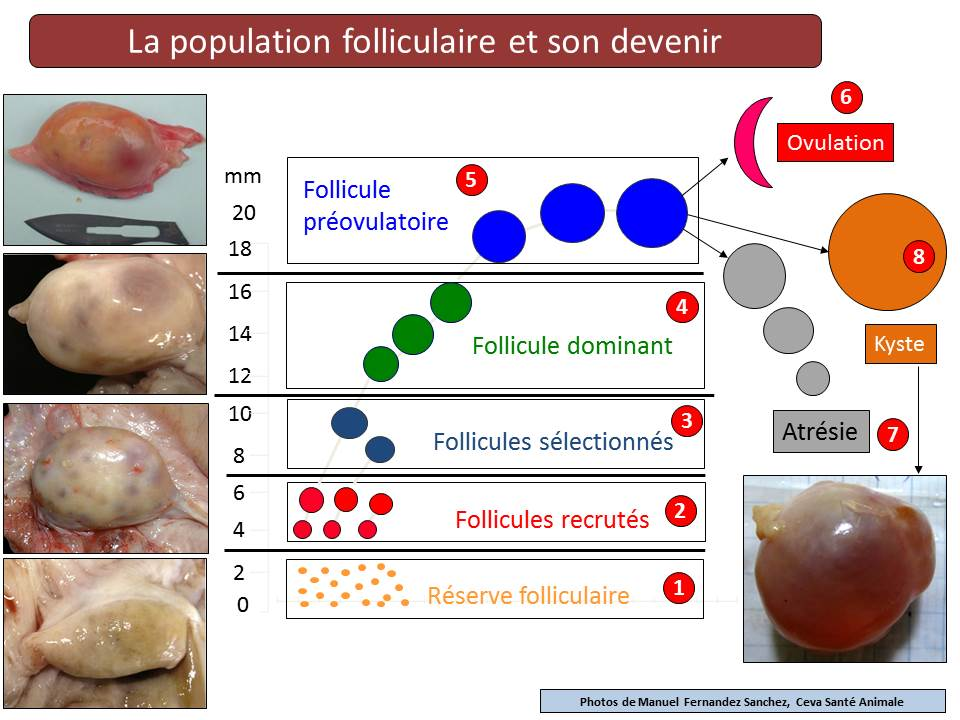 La population folliculaire et son devenir
6
Ovulation
mm
20
18
Follicule
préovulatoire
5
8
Kyste
16
14
12
4
Follicule dominant
Atrésie
7
10
8
3
Follicules sélectionnés
6
4
2
Follicules recrutés
2
0
1
Réserve folliculaire
Photos de Manuel Fernandez Sanchez, Ceva Santé Animale